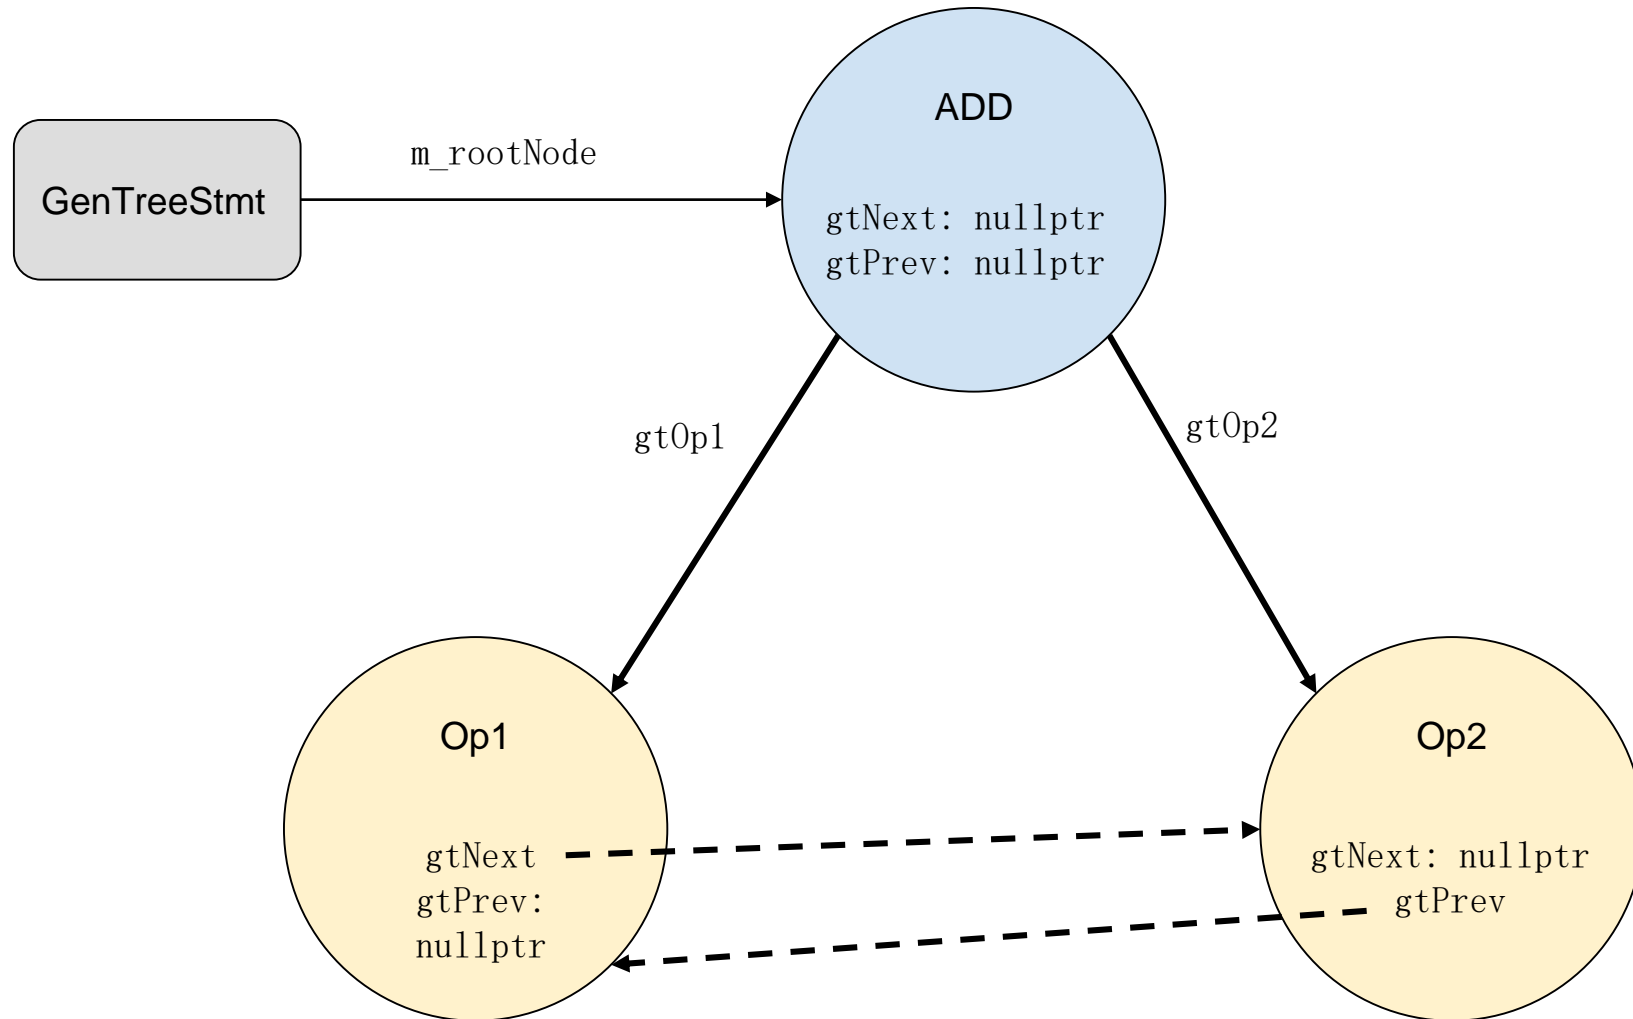 ADD
m_rootNode
GenTreeStmt
gtNext: nullptr
gtPrev: nullptr
gtOp1
gtOp2
Op1
gtNext
gtPrev:
nullptr
Op2
gtNext: nullptr
gtPrev